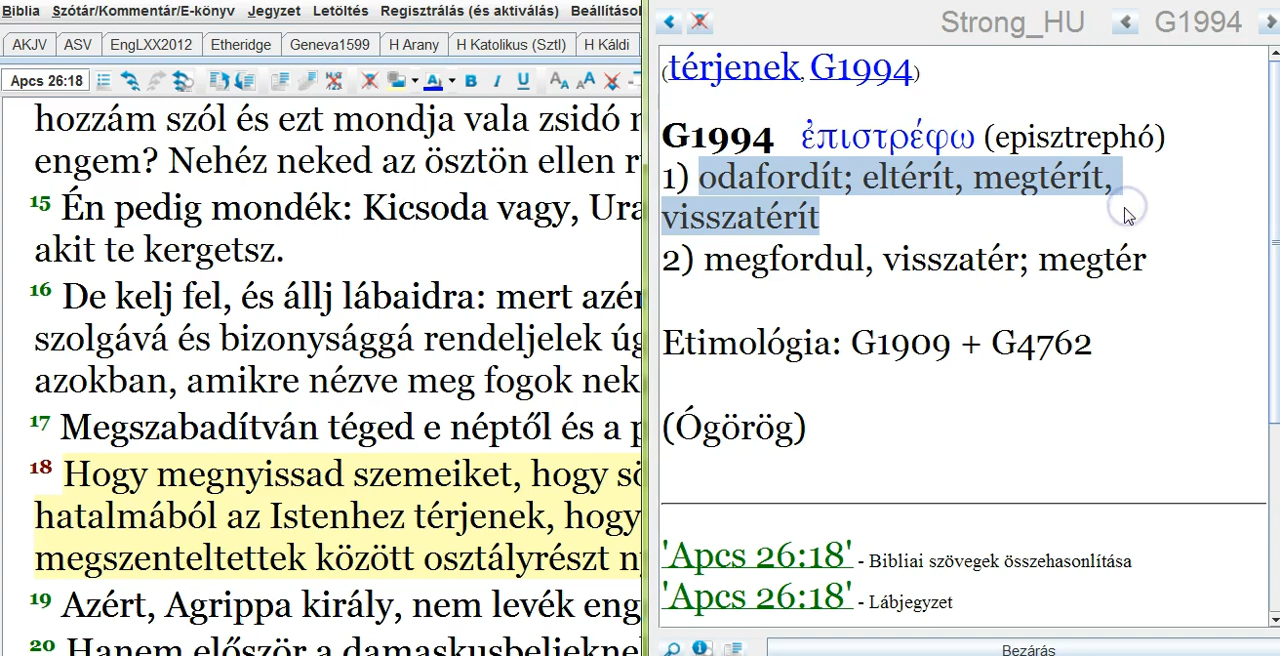 Biblia Szótár/Kommentár/E-könyv Jegyzet Letöltés Regisztrálás (és aktiválás)
AKJV ASV EngLXX2012 Etheridge Geneva1599 H Arany H Katolikus (SztI) H Káldi
Apcs 26:18
hozzám szól és ezt mondja vala zsidó
engem? Nehéz neked az ösztön ellen
15 Én pedig mondék: Kicsoda vagy,
akit te kergetsz.
16 De kelj fel, és állj lábaidra: mert
szolgává és bizonysággá rendeljelek
azokban, amikre nézve meg fogok
17 Megszabadítván téged e néptől és a
18 Hogy megnyissad szemeiket, hogy
hatalmából az Istenhez térjenek, hogy
megszenteltettek között osztályrészt
19 Azért, Agrippa király, nem levék
20 Hanem először a
Strong_HU G1994
(térjenek, G1994)
G1994 ἐπιστρέφω (episztrephó)
1) odafordít; eltérít, megtérít,
visszatérít
2) megfordul, visszatér; megtér
Etimológia: G1909 + G4762
(Ógörög)
'Apcs 26:18' - Bibliai szövegek összehasonlítása
'Apcs 26:18' - Lábjegyzet
Bezárás